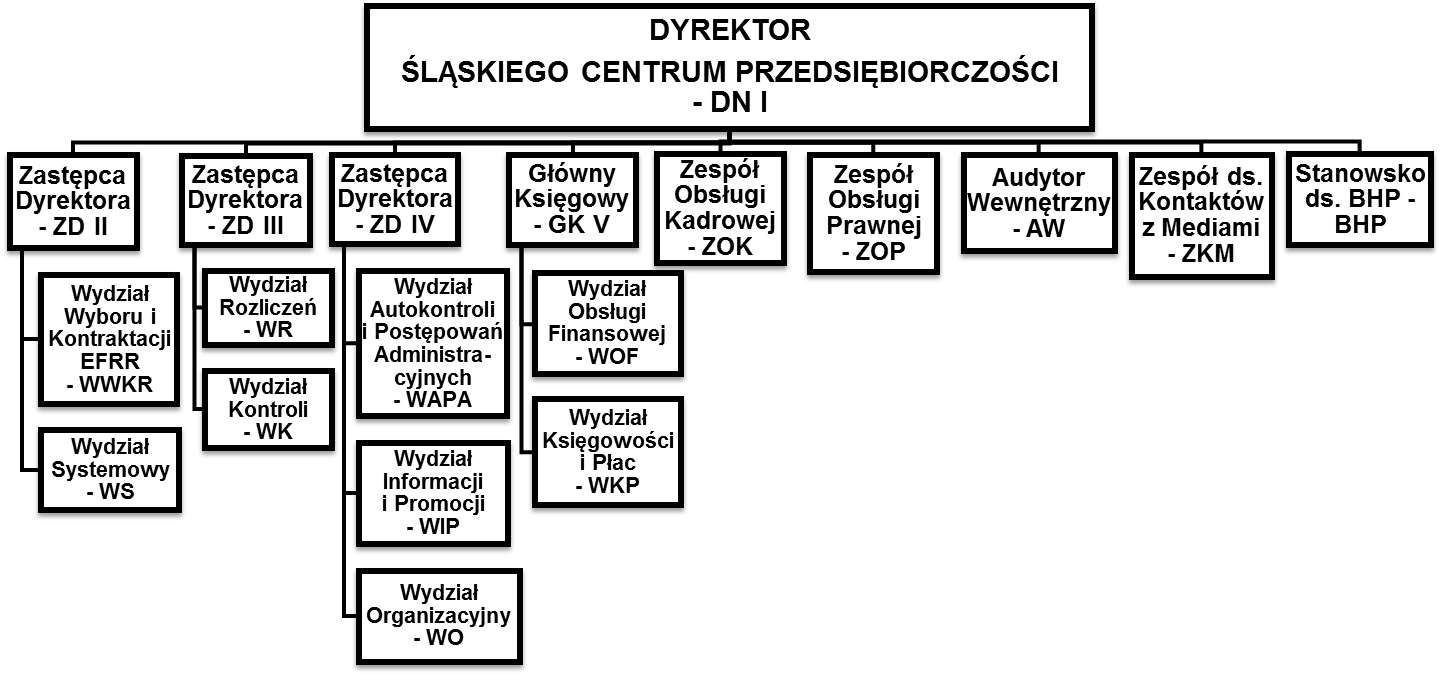 DYREKTOR
ŚLĄSKIEGO CENTRUM PRZEDSIĘBIORCZOŚCI
- DN I
Zastępca
Dyrektora
- ZD II
Zastępca
Dyrektora
- ZD III
Zastępca
Dyrektora
- ZD IV
Główny
Księgowy
- GK V
Zespół
Obsługi
Kadrowej
- ZOK
Zespół
Obsługi
Prawnej
- ZOP
Audytor
Wewnętrzny
- AW
Zespół ds.
Kontaktów
z Mediami
- ZKM
Stanowsko
ds. BHP -
BHP
Wydział
Wyboru i
Kontraktacji
EFRR
- WWKR
Wydział
Systemowy
- WS
Wydział
Rozliczeń
- WR
Wydział
Kontroli
- WK
Wydział
Autokontroli
i Postępowań
Administra-
cyjnych
- WAPA
Wydział
Informacji
i Promocji
- WIP
Wydział
Organizacyjny
- WO
Wydział
Obsługi
Finansowej
- WOF
Wydział
Księgowości
i Płac
- WKP